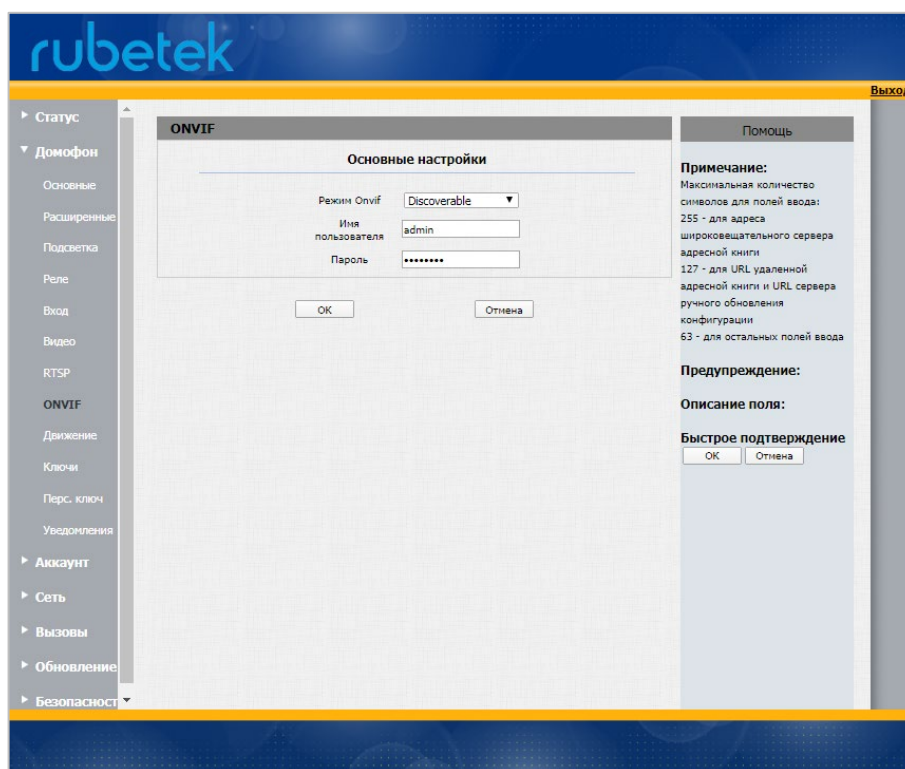 rubetek
Выход
Статус
Домофон
Основные
Расширенные
Подсветка
Реле
Вход
Видео
RTSP
ONVIF
Движение
Ключи
Перс. ключ
Уведомления
Аккаунт
Сеть
Вызовы
Обновление
Безопасност
ONVIF
Основные настройки
Режим Onvif Discoverable
Имя
пользователя admin
Пароль ••••••••
ОК Отмена
Помощь
Примечание:
Максимальная количество
символов для полей ввода:
255 - для адреса
широковещательного сервера
адресной книги
127 - для URL удаленной
адресной книги и URL сервера
ручного обновления
конфигурации
63 - для остальных полей ввода
Предупреждение:
Описание поля:
Быстрое подтверждение
ОК Отмена